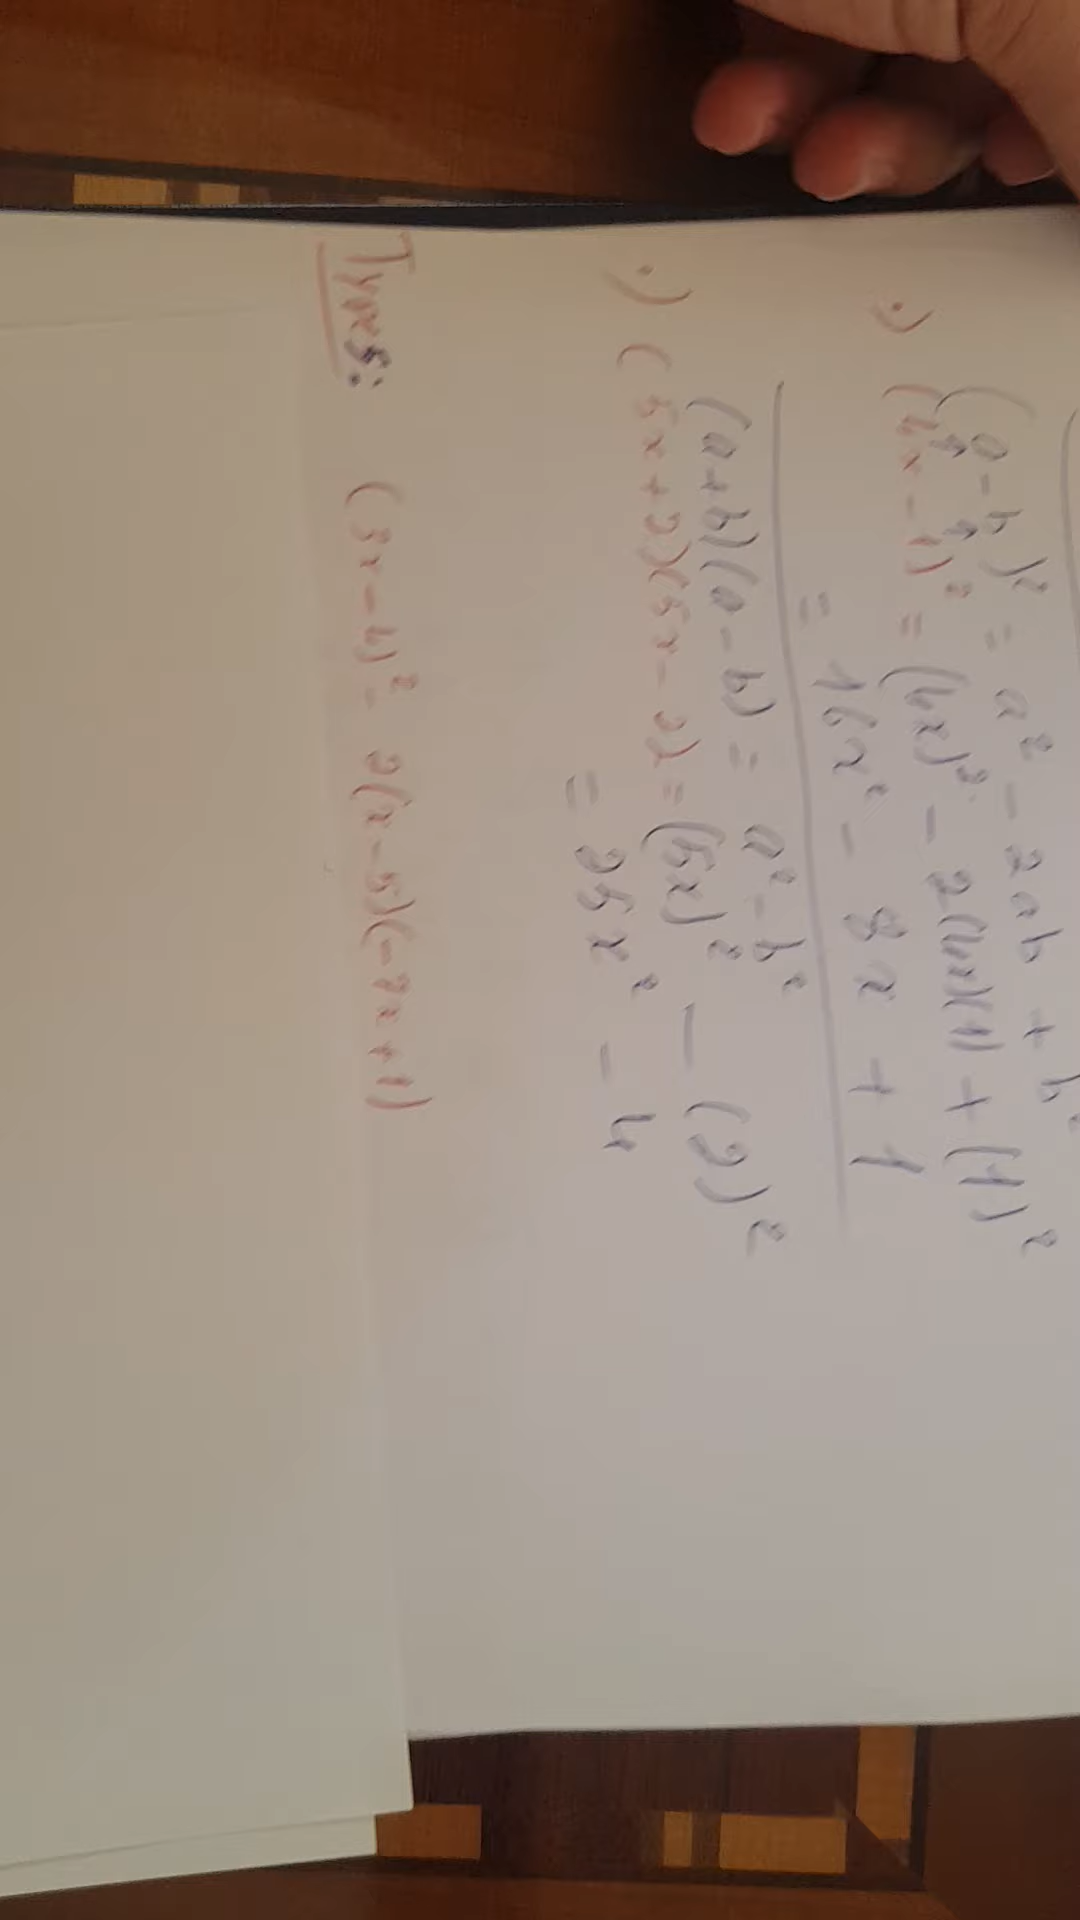 (a-b)² = a² - 2ab + b²
•) (4x-1)² = (4x)² - 2(4x)(1) + (1)²
= 16x² - 8x + 1
(a+b)(a-b) = a² - b²
•) (5x+2)(5x-2) = (5x)² - (2)²
= 25x² - 4
(3x-4)² - 2(x-5)(-7x+1)